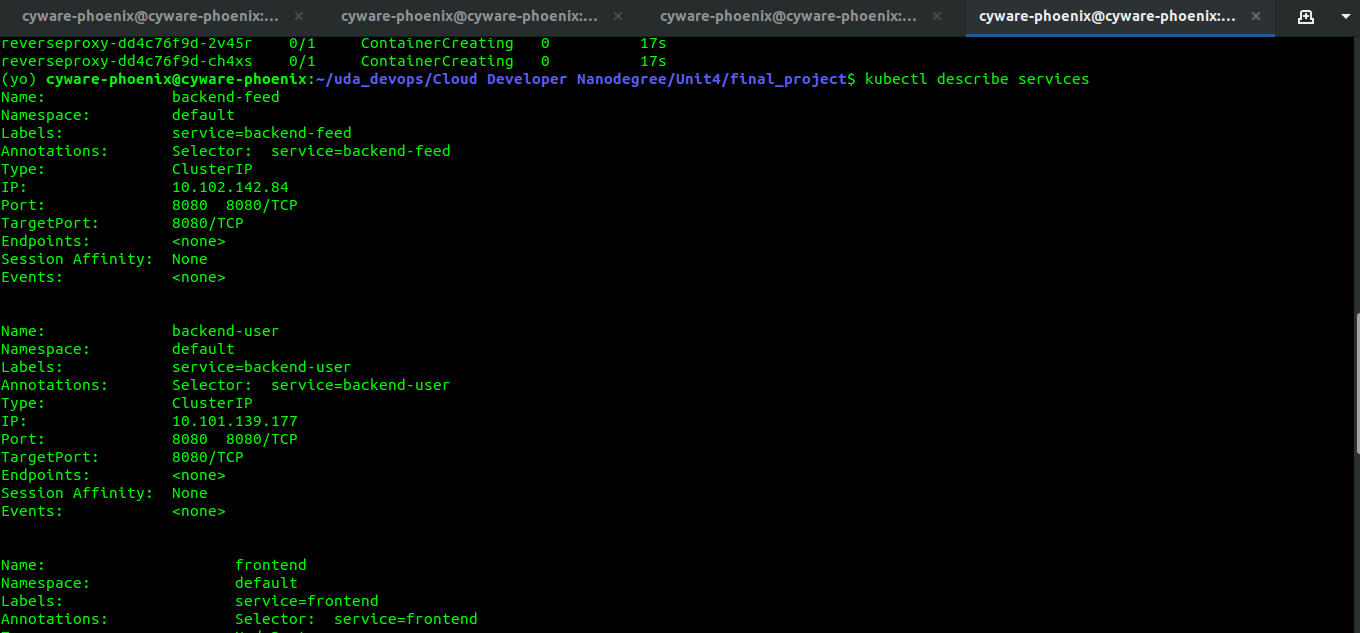 cyware-phoenix@cyware-phoenix:... × cyware-phoenix@cyware-phoenix:... × cyware-phoenix@cyware-phoenix:... × cyware-phoenix@cyware-phoenix:... ×
reverseproxy-dd4c76f9d-2v45r    0/1     ContainerCreating   0          17s
reverseproxy-dd4c76f9d-ch4xs    0/1     ContainerCreating   0          17s
(yo) cyware-phoenix@cyware-phoenix:~/uda_devops/Cloud Developer Nanodegree/Unit4/final_project$ kubectl describe services
Name:              backend-feed
Namespace:         default
Labels:            service=backend-feed
Annotations:       Selector:  service=backend-feed
Type:              ClusterIP
IP:                10.102.142.84
Port:              8080  8080/TCP
TargetPort:        8080/TCP
Endpoints:         <none>
Session Affinity:  None
Events:            <none>
Name:              backend-user
Namespace:         default
Labels:            service=backend-user
Annotations:       Selector:  service=backend-user
Type:              ClusterIP
IP:                10.101.139.177
Port:              8080  8080/TCP
TargetPort:        8080/TCP
Endpoints:         <none>
Session Affinity:  None
Events:            <none>
Name:                     frontend
Namespace:                default
Labels:                   service=frontend
Annotations:              Selector:  service=frontend